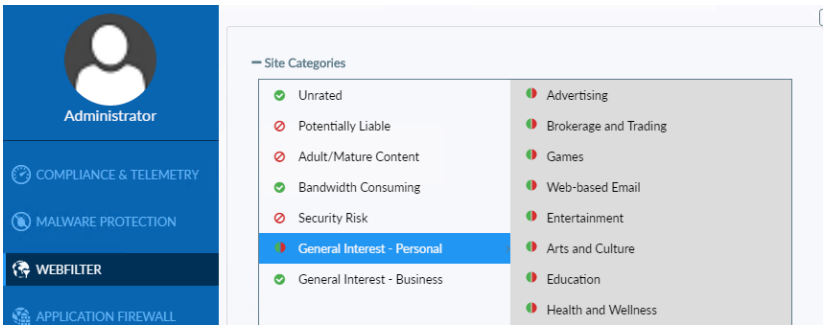 Administrator
COMPLIANCE & TELEMETRY
MALWARE PROTECTION
WEBFILTER
APPLICATION FIREWALL
Site Categories
Unrated
Potentially Liable
Adult/Mature Content
Bandwidth Consuming
Security Risk
General Interest - Personal
General Interest - Business
Advertising
Brokerage and Trading
Games
Web-based Email
Entertainment
Arts and Culture
Education
Health and Wellness